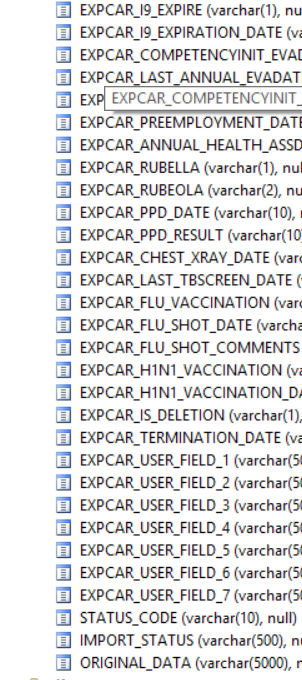 EXPCAR_I9_EXPIRE (varchar(1), nu
EXPCAR_I9_EXPIRATION_DATE (va
EXPCAR_COMPETENCYINIT_EVAD
EXPCAR_LAST_ANNUAL_EVADAT
EXP
EXPCAR_COMPETENCYINIT_
EXPCAR_PREEMPLOYMENT_DATE
EXPCAR_ANNUAL_HEALTH_ASSD
EXPCAR_RUBELLA (varchar(1), nul
EXPCAR_RUBEOLA (varchar(2), nu
EXPCAR_PPD_DATE (varchar(10), n
EXPCAR_PPD_RESULT (varchar(10)
EXPCAR_CHEST_XRAY_DATE (varc
EXPCAR_LAST_TBSCREEN_DATE (
EXPCAR_FLU_VACCINATION (varc
EXPCAR_FLU_SHOT_DATE (varcha
EXPCAR_FLU_SHOT_COMMENTS
EXPCAR_H1N1_VACCINATION (va
EXPCAR_H1N1_VACCINATION_DA
EXPCAR_IS_DELETION (varchar(1),
EXPCAR_TERMINATION_DATE (va
EXPCAR_USER_FIELD_1 (varchar(50
EXPCAR_USER_FIELD_2 (varchar(50
EXPCAR_USER_FIELD_3 (varchar(50
EXPCAR_USER_FIELD_4 (varchar(50
EXPCAR_USER_FIELD_5 (varchar(50
EXPCAR_USER_FIELD_6 (varchar(50
EXPCAR_USER_FIELD_7 (varchar(50
STATUS_CODE (varchar(10), null)
IMPORT_STATUS (varchar(500), nu
ORIGINAL_DATA (varchar(5000), n